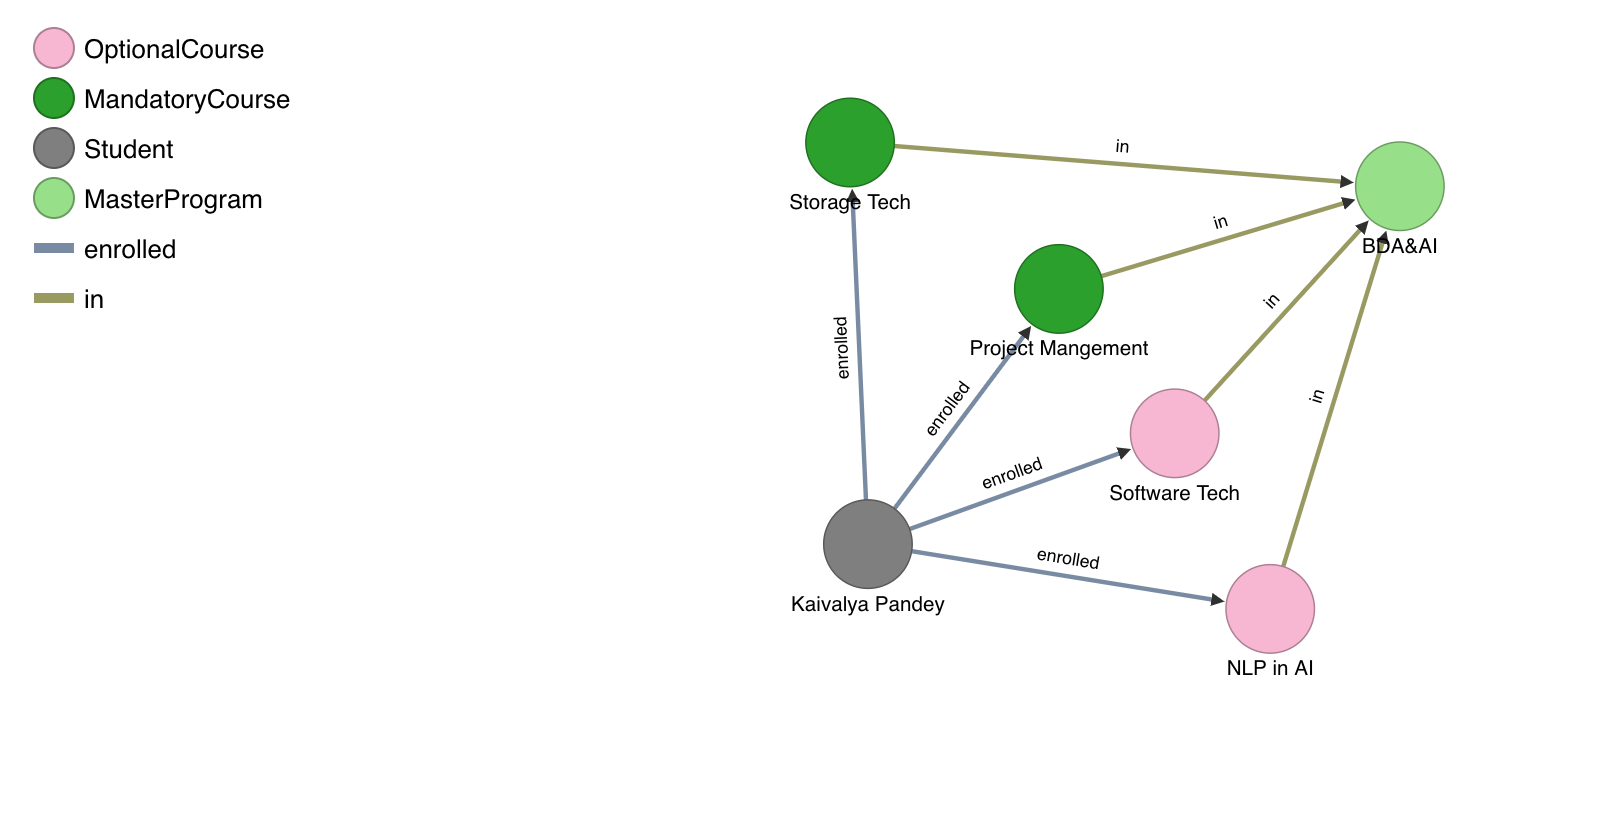 OptionalCourse
MandatoryCourse
Student
MasterProgram
enrolled
in
in
Storage Tech
in
BDA&AI
in
enrolled
Project Mangement
enrolled
in
enrolled
Software Tech
enrolled
Kaivalya Pandey
NLP in AI